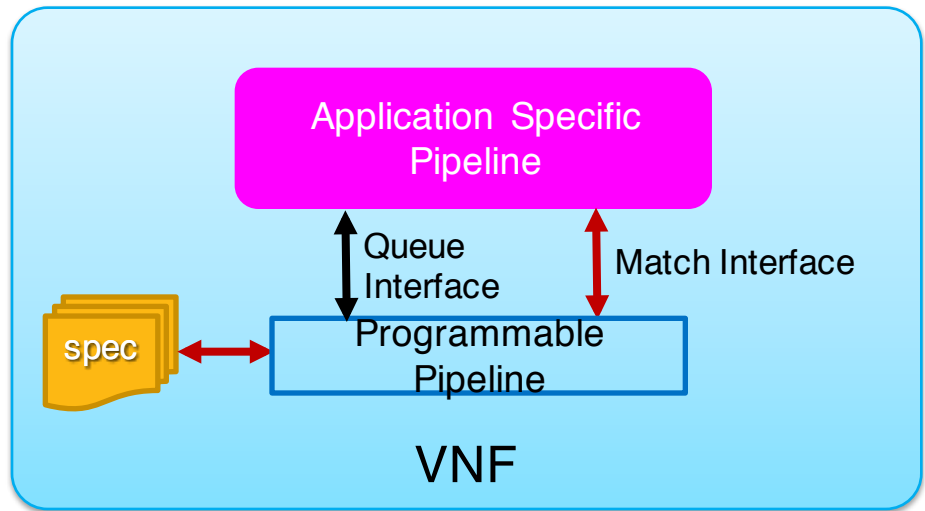 Application Specific
Pipeline
Queue
Interface
Match Interface
spec
Programmable
Pipeline
VNF